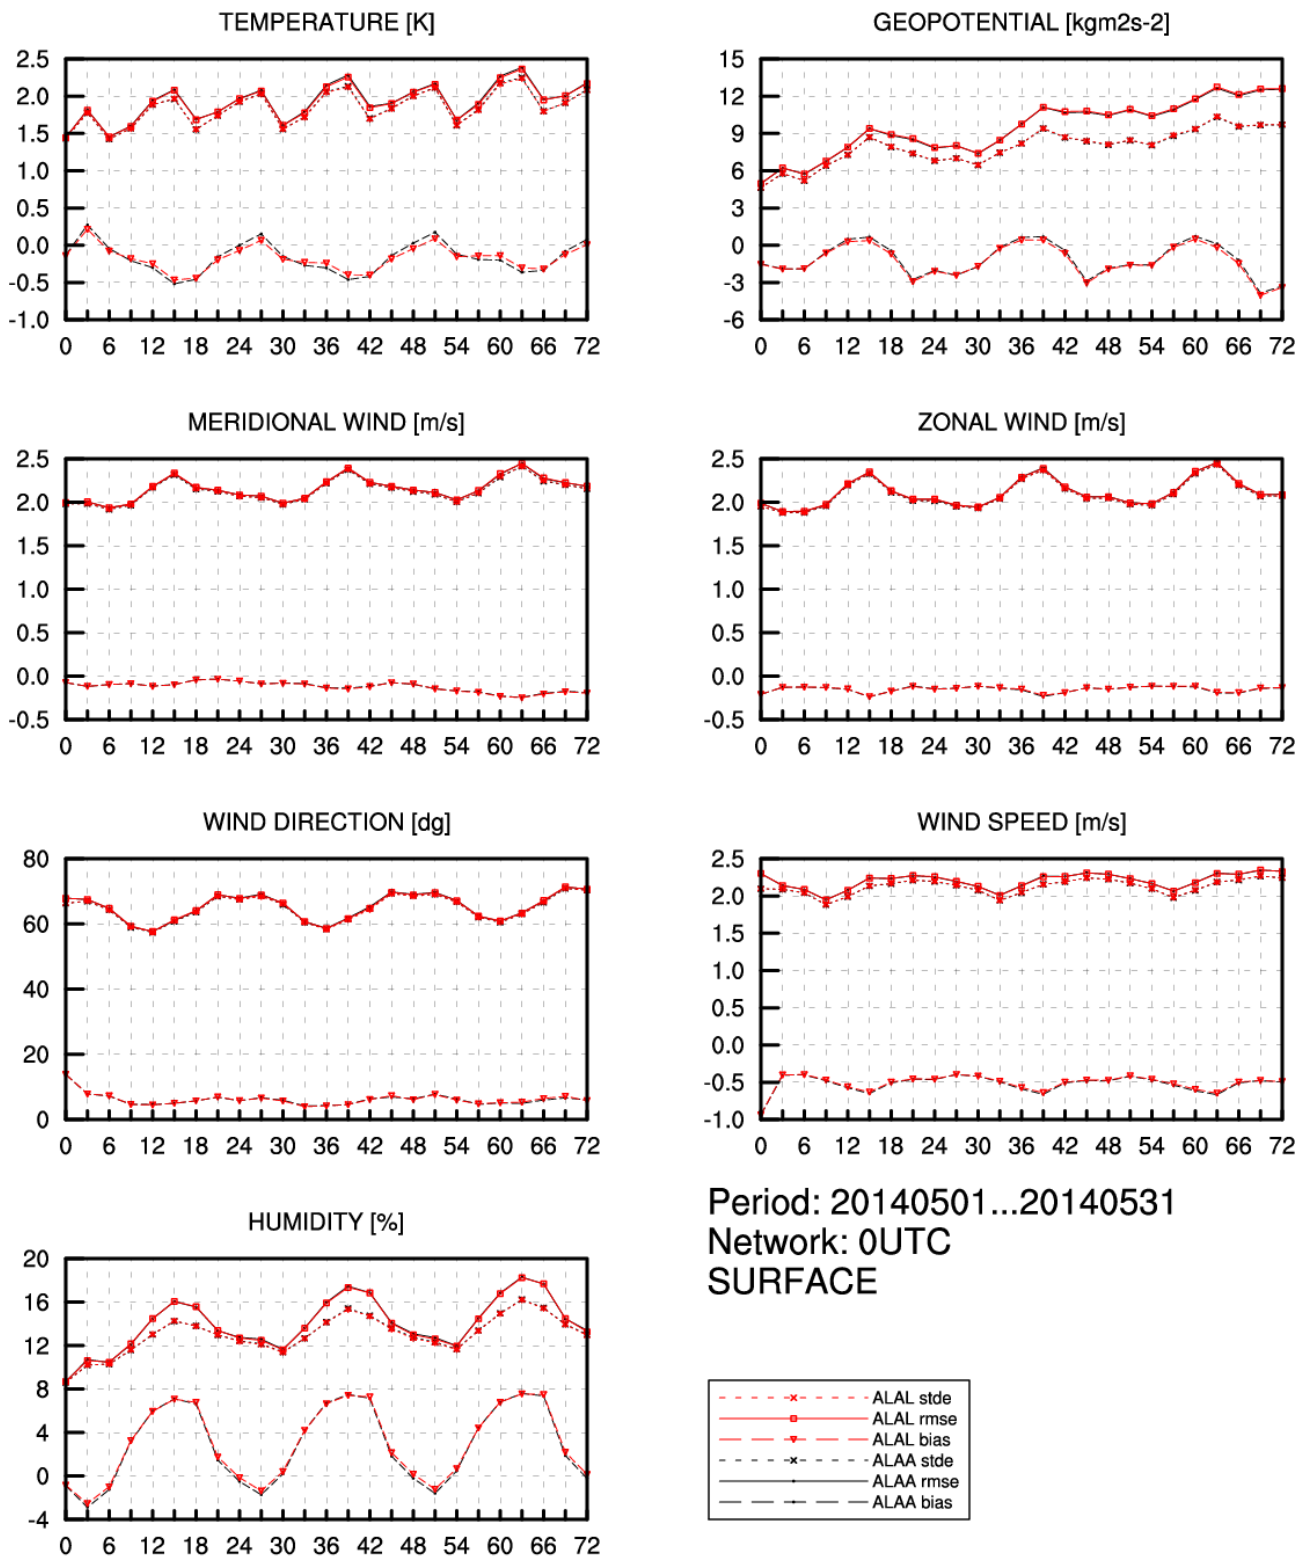 TEMPERATURE [K]
2.5
2.0
1.5
1.0
0.5
0.0
-0.5
-1.0
0 6 12 18 24 30 36 42 48 54 60 66 72
GEOPOTENTIAL [kgm2s-2]
15
12
9
6
3
0
-3
-6
0 6 12 18 24 30 36 42 48 54 60 66 72
MERIDIONAL WIND [m/s]
2.5
2.0
1.5
1.0
0.5
0.0
-0.5
0 6 12 18 24 30 36 42 48 54 60 66 72
ZONAL WIND [m/s]
2.5
2.0
1.5
1.0
0.5
0.0
-0.5
0 6 12 18 24 30 36 42 48 54 60 66 72
WIND DIRECTION [dg]
80
60
40
20
0
0 6 12 18 24 30 36 42 48 54 60 66 72
WIND SPEED [m/s]
2.5
2.0
1.5
1.0
0.5
0.0
-0.5
-1.0
0 6 12 18 24 30 36 42 48 54 60 66 72
HUMIDITY [%]
20
16
12
8
4
0
-4
0 6 12 18 24 30 36 42 48 54 60 66 72
Period: 20140501...20140531
Network: 0UTC
SURFACE
ALAL stde
ALAL rmse
ALAL bias
ALAA stde
ALAA rmse
ALAA bias